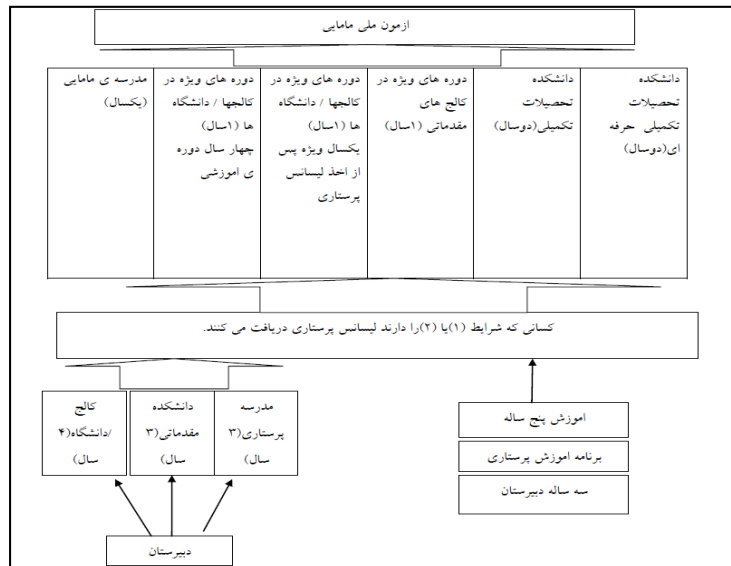 ازمون ملی مامایی
دانشکده
تحصیلات
تکمیلی حرفه
ای(دوسال)
دانشکده
تحصیلات
تکمیلی(دوسال)
دوره های ویژه در
کالج های
مقدماتی (۱سال)
دوره های ویژه در
کالجها / دانشگاه
ها (۱سال)
یکسال ویژه پس
از اخذ لیسانس
پرستاری
دوره های ویژه در
کالجها / دانشگاه
ها (۱سال)
چهار سال دوره
ی اموزشی
مدرسه ی مامایی
(یکسال)
کسانی که شرایط (۱)یا (۲)را دارند لیسانس پرستاری دریافت می کنند.
مدرسه
پرستاری(۳
سال)
دانشکده
مقدماتی(۳
سال)
کالج
/دانشگاه(۴
سال)
اموزش پنج ساله
برنامه اموزش پرستاری
سه ساله دبیرستان
دبیرستان